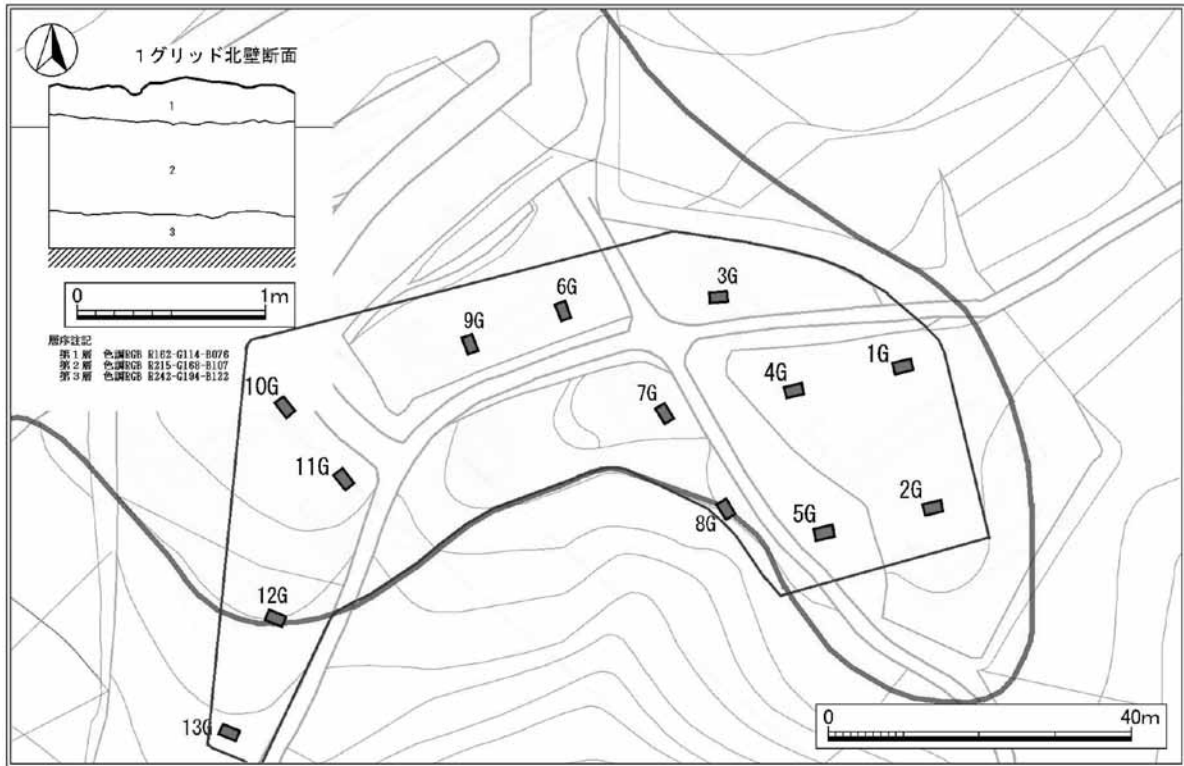 1グリッド北壁断面
1
2
3
0 1m
層序註記
第1層 色調RGB R162-G114-B076
第2層 色調RGB R215-G168-B107
第3層 色調RGB R242-G194-B122
3G
6G
9G
1G
4G
10G
7G
11G
2G
8G
5G
12G
13G
0 40m